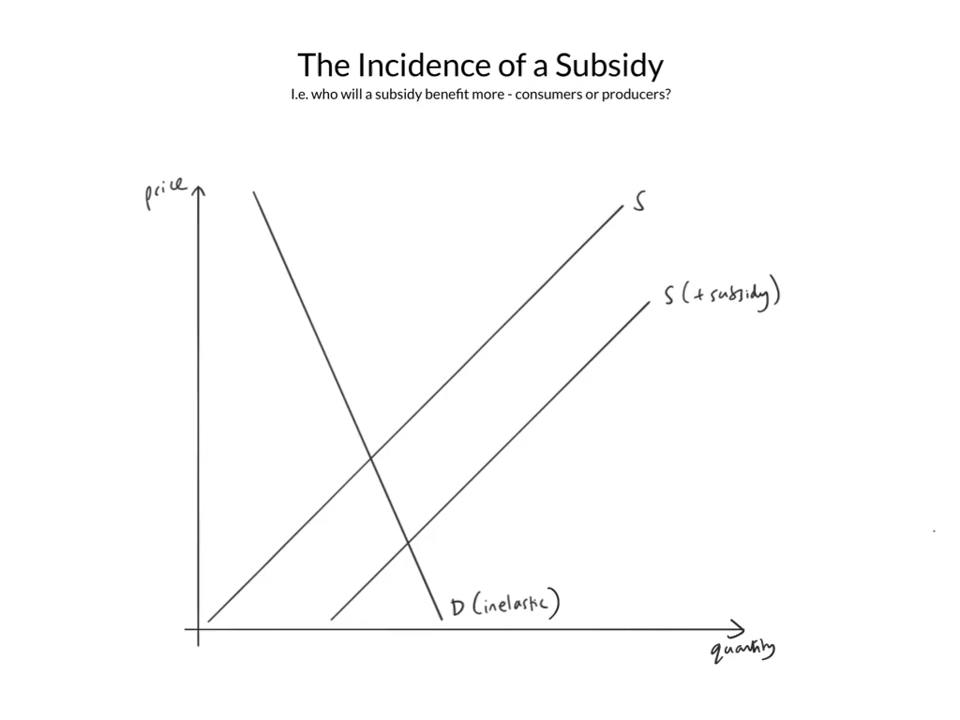 The Incidence of a Subsidy
I.e. who will a subsidy benefit more - consumers or producers?
price
S
S (+ subsidy)
D (inelastic)
quantity